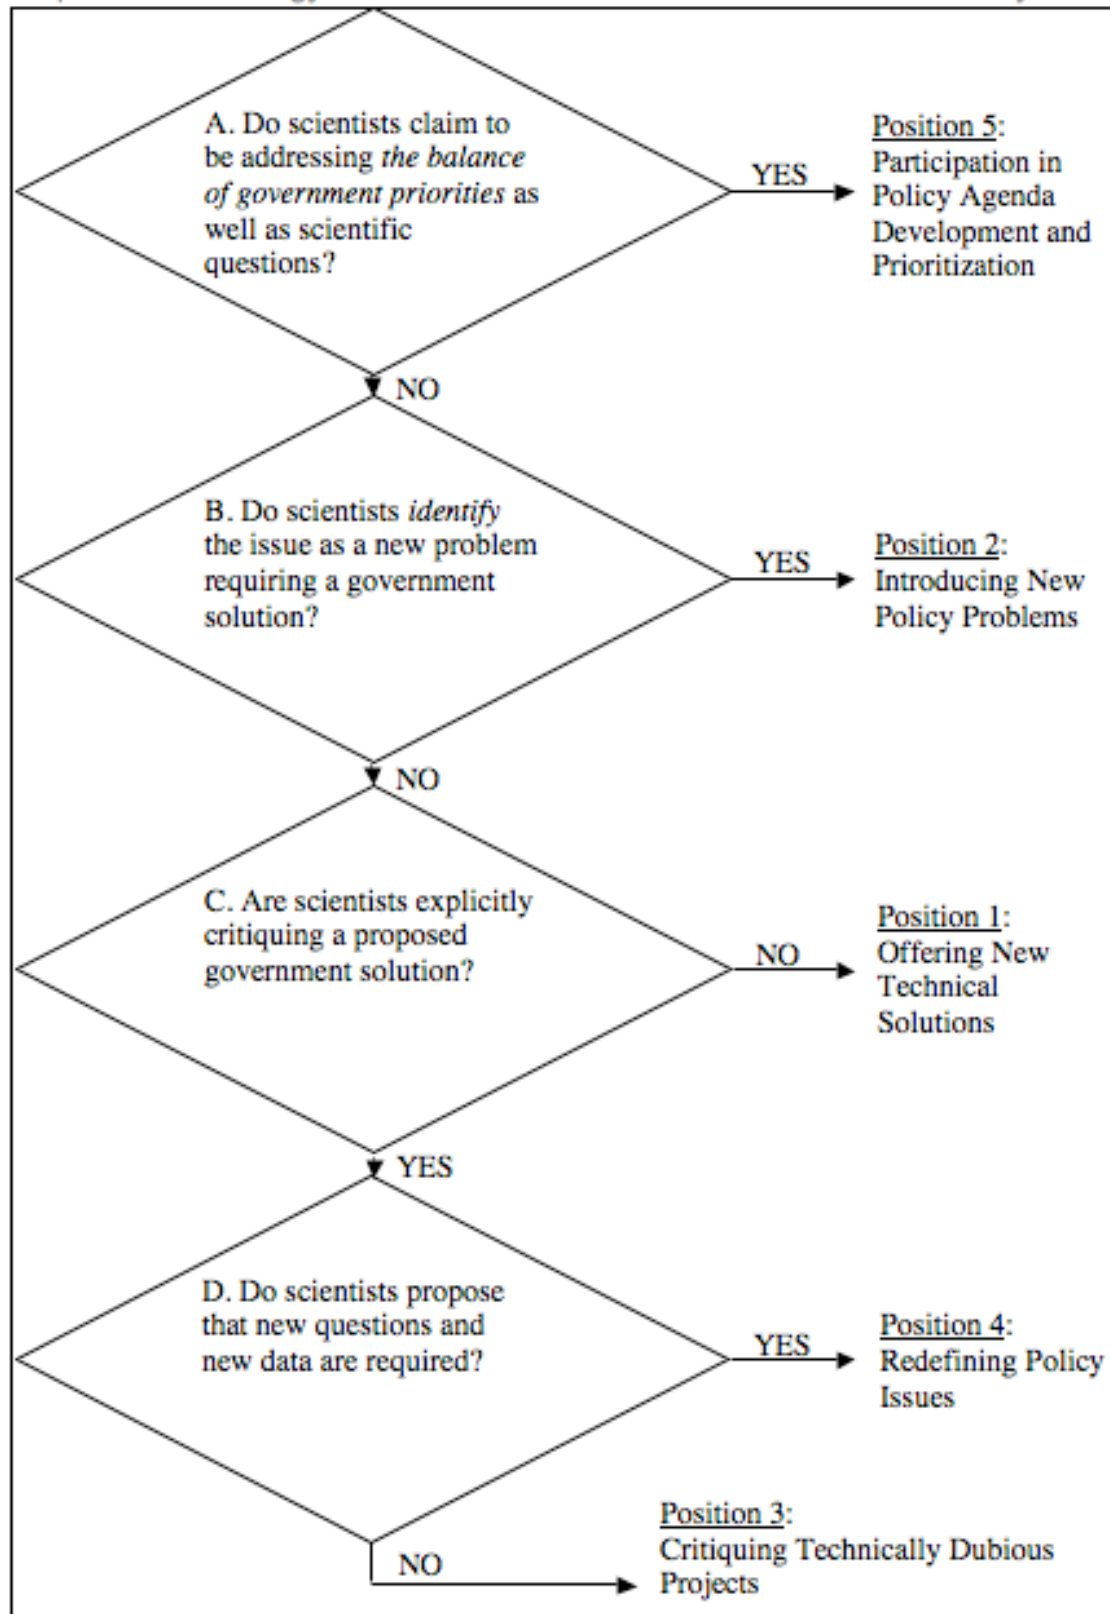 A. Do scientists claim to
be addressing the balance
of government priorities as
well as scientific
questions?
YES
Position 5:
Participation in
Policy Agenda
Development and
Prioritization
NO
B. Do scientists identify
the issue as a new problem
requiring a government
solution?
YES
Position 2:
Introducing New
Policy Problems
NO
C. Are scientists explicitly
critiquing a proposed
government solution?
NO
Position 1:
Offering New
Technical
Solutions
YES
D. Do scientists propose
that new questions and
new data are required?
YES
Position 4:
Redefining Policy
Issues
NO
Position 3:
Critiquing Technically Dubious
Projects